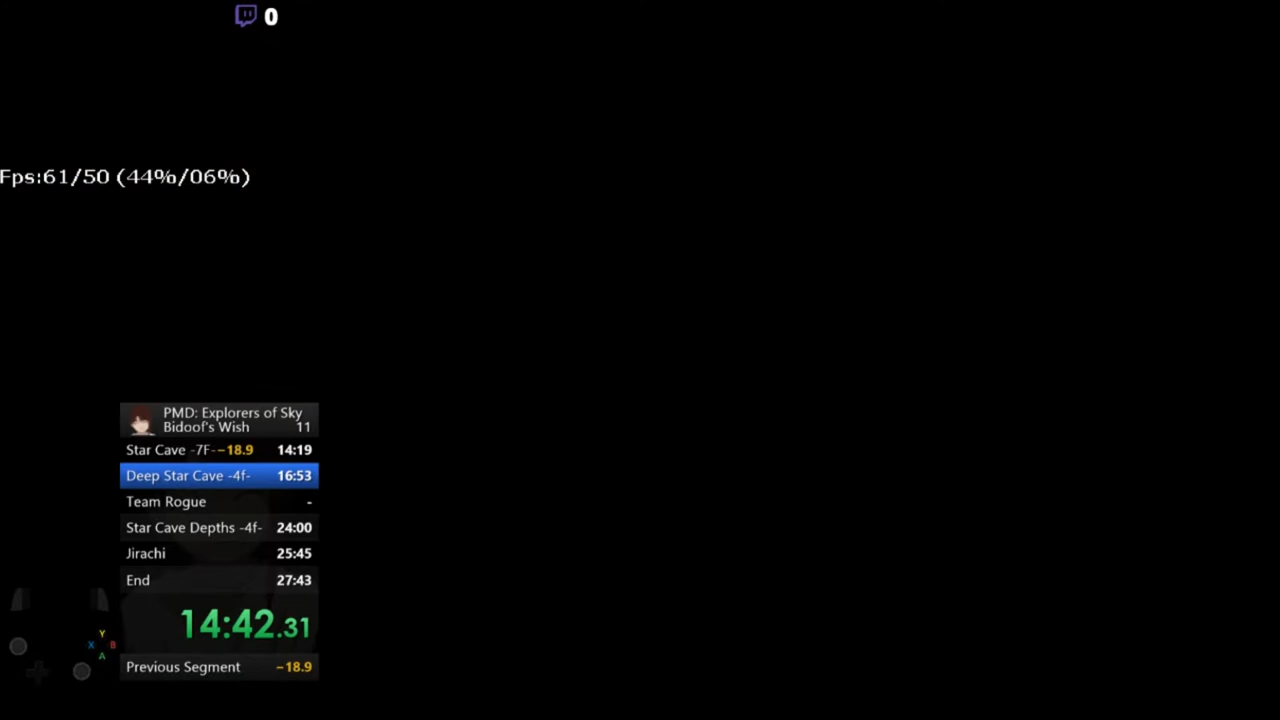 0
Fps:61/50 (44%/06%)
PMD: Explorers of Sky
Bidoof's Wish 11
Star Cave -7F- −18.9 14:19
Deep Star Cave -4f- 16:53
Team Rogue -
Star Cave Depths -4f- 24:00
Jirachi 25:45
End 27:43
14:42.31
Y
X B
A
Previous Segment −18.9